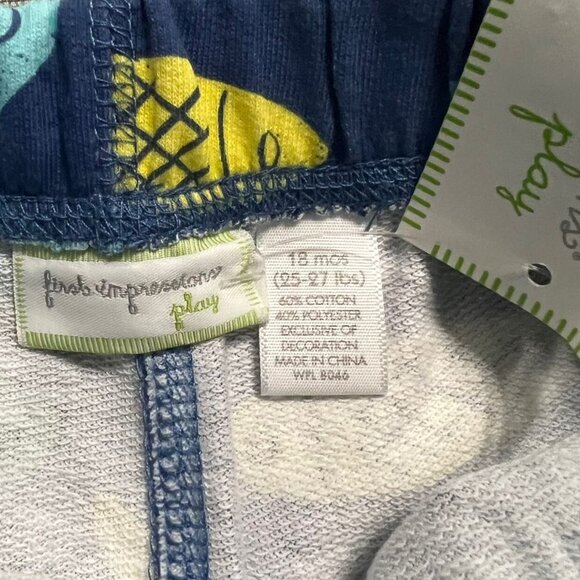 first impressions
play
12 mos
(25-27 lbs)
60% COTTON
40% POLYESTER
EXCLUSIVE OF
DECORATION
MADE IN CHINA
WPL 8046
play